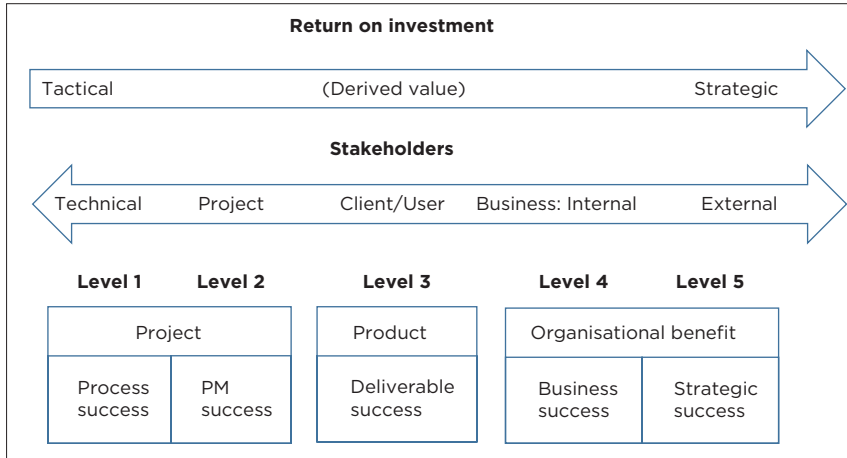 Return on investment
Tactical (Derived value) Strategic
Stakeholders
Technical Project Client/User Business: Internal External
Level 1 Level 2 Level 3 Level 4 Level 5
Project Product Organisational benefit
Process PM Deliverable Business Strategic
success success success success success